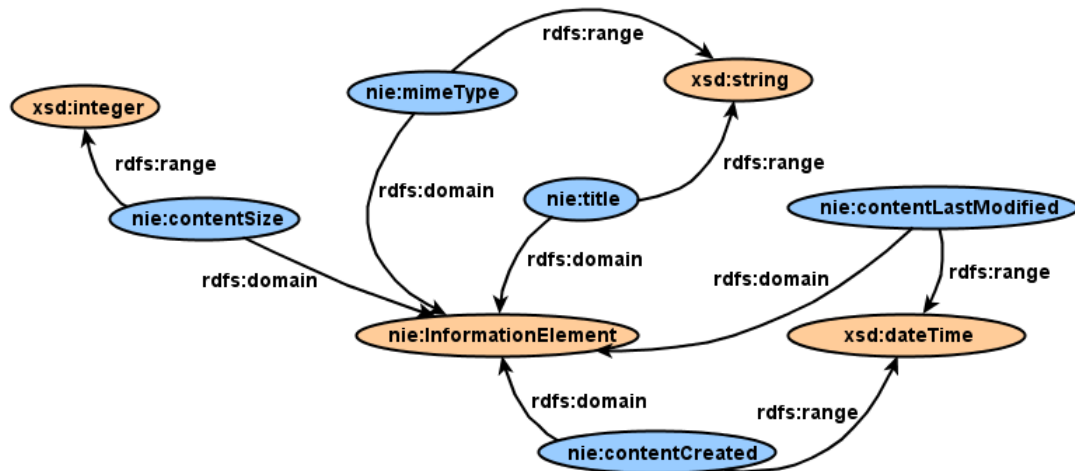 rdfs:range
xsd:string
nie:mimeType
xsd:integer
rdfs:range
rdfs:domain
rdfs:range
nie:title
nie:contentLastModified
nie:contentSize
rdfs:domain
rdfs:range
rdfs:domain
rdfs:domain
nie:InformationElement
xsd:dateTime
rdfs:domain
rdfs:range
nie:contentCreated